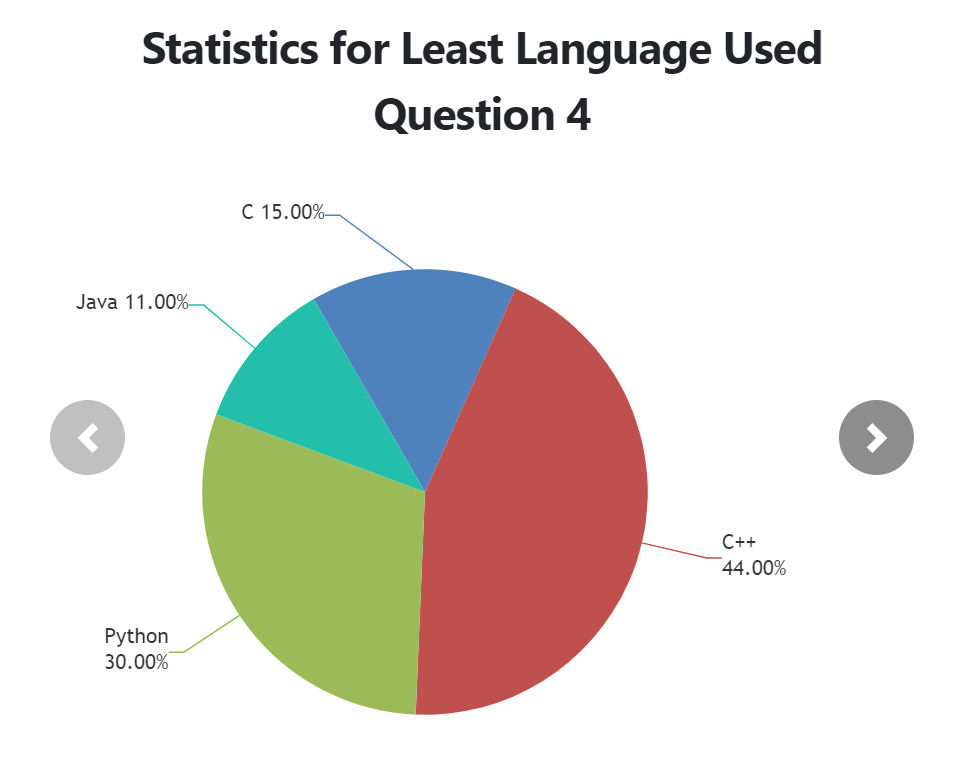 Statistics for Least Language Used
Question 4
C 15.00%
Java 11.00%
C++
44.00%
Python
30.00%